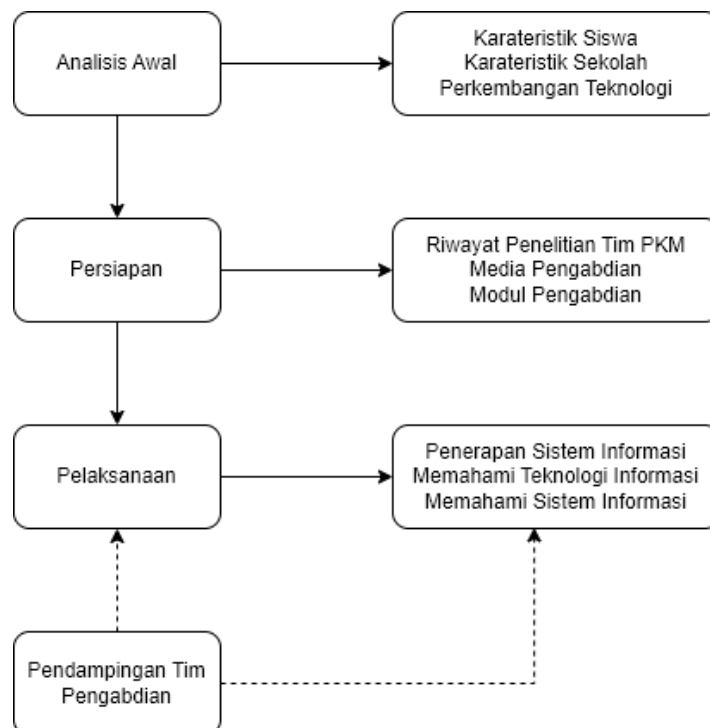 Analisis Awal
Karateristik Siswa
Karateristik Sekolah
Perkembangan Teknologi
Persiapan
Riwayat Penelitian Tim PKM
Media Pengabdian
Modul Pengabdian
Pelaksanaan
Penerapan Sistem Informasi
Memahami Teknologi Informasi
Memahami Sistem Informasi
Pendampingan Tim
Pengabdian